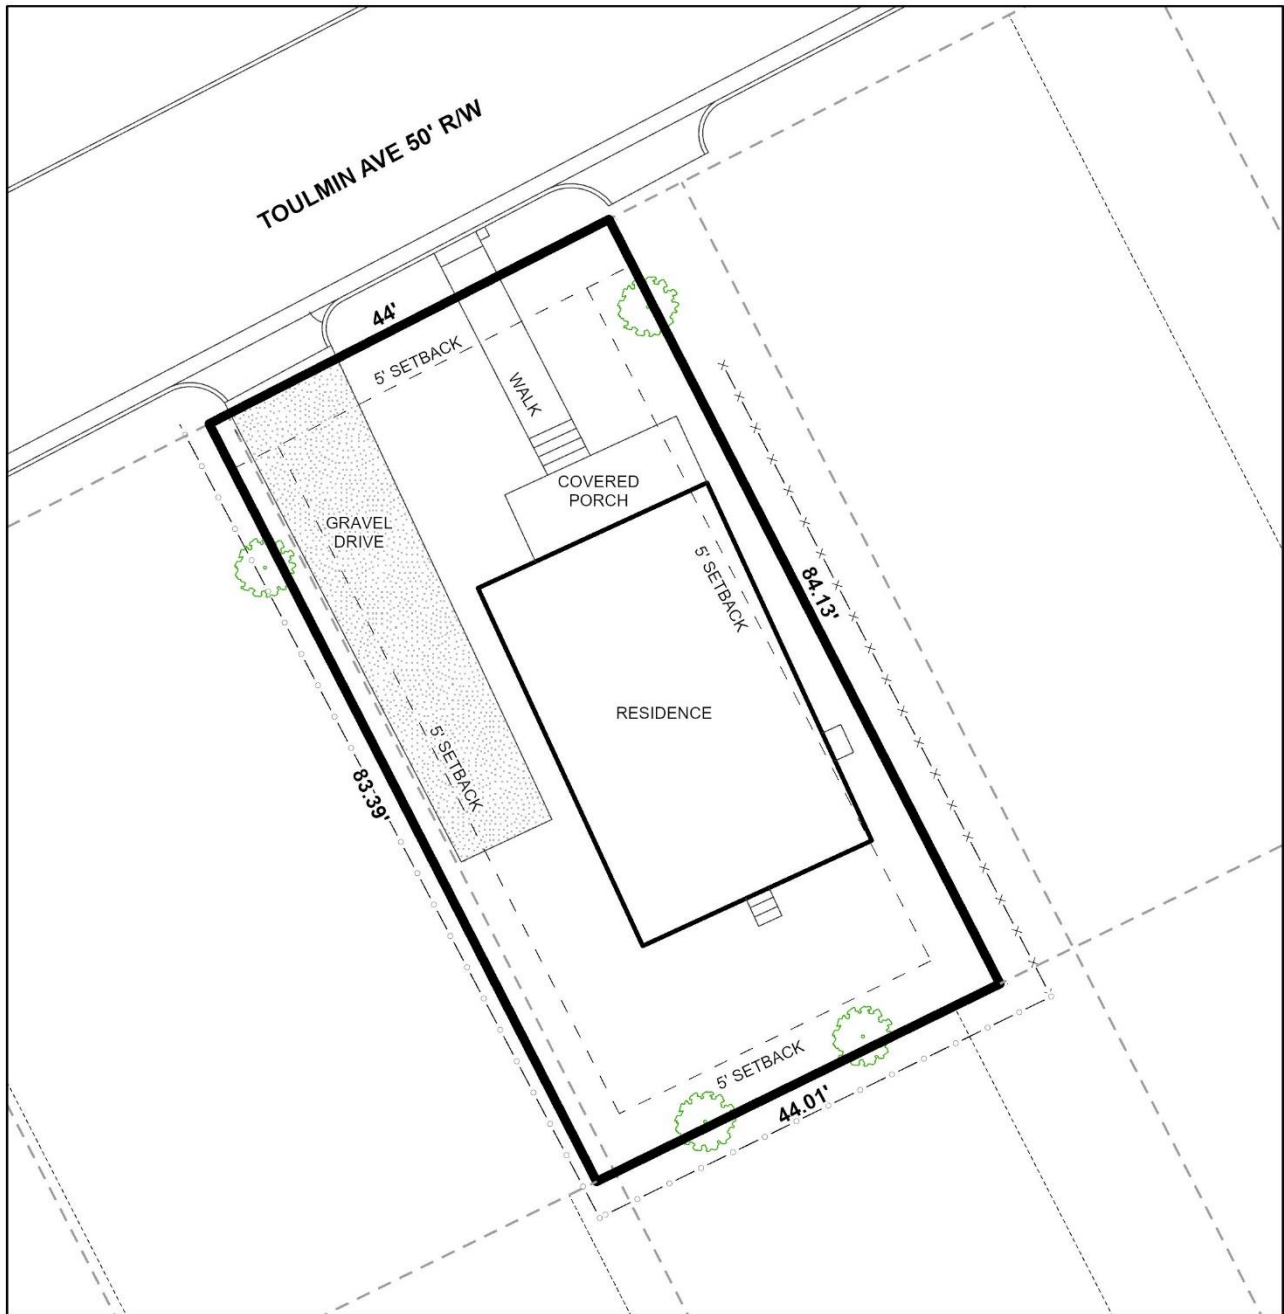 TOULMIN AVE 50' R/W
44'
5' SETBACK
WALK
COVERED
PORCH
GRAVEL
DRIVE
5' SETBACK
84.13'
RESIDENCE
5' SETBACK
83.39'
5' SETBACK
44.01'